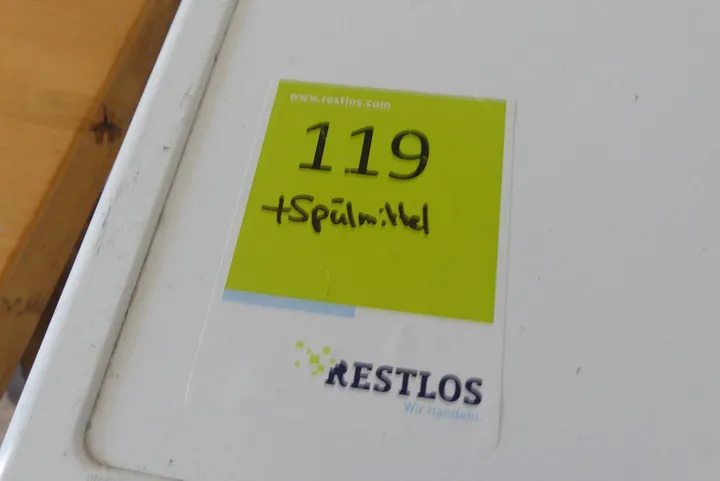 www.restlos.com
119
+Spülmittel
RESTLOS
Wir handeln.